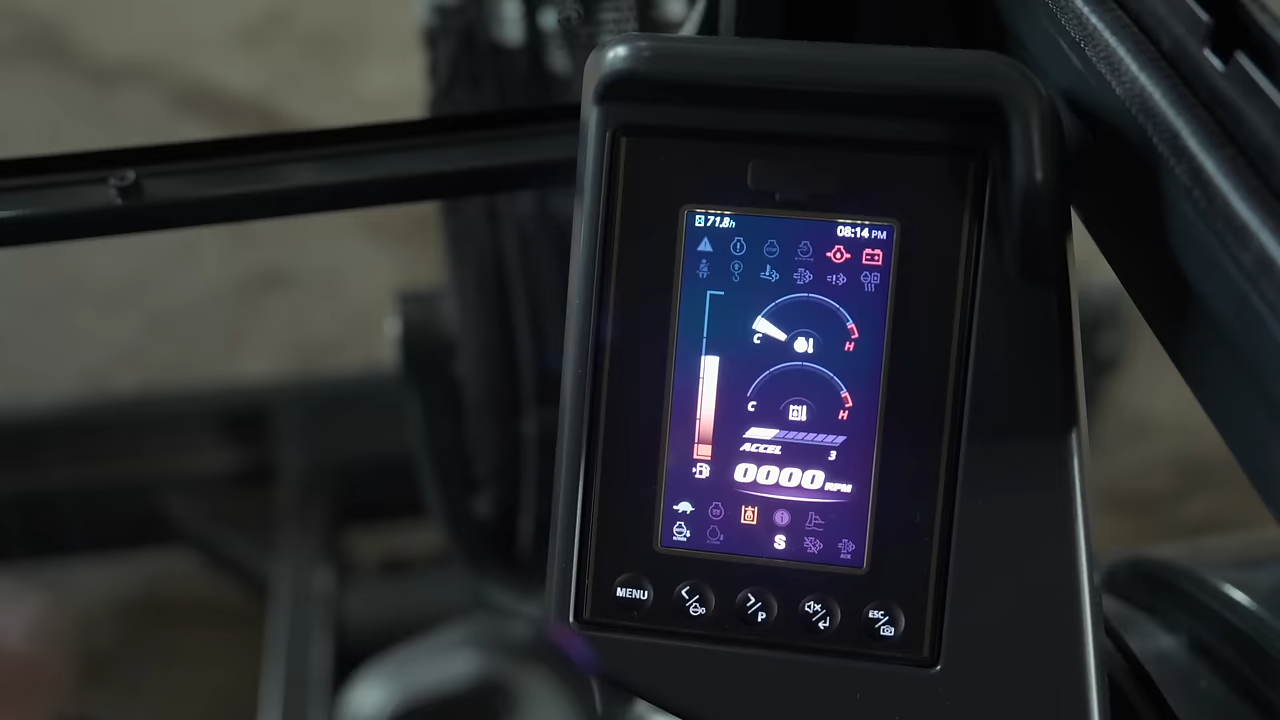 71.8h
08:14 PM
C H
C H
ACCEL 3
0000 RPM
S
MENU
P
ESC